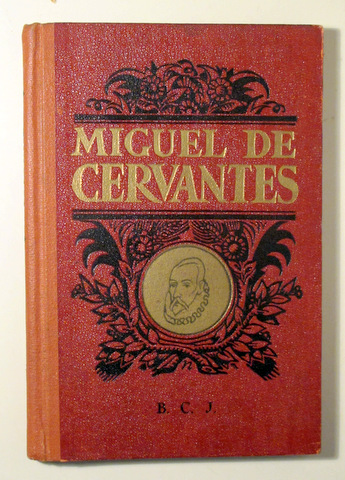 MIGUEL DE
CERVANTES
B. C. J.